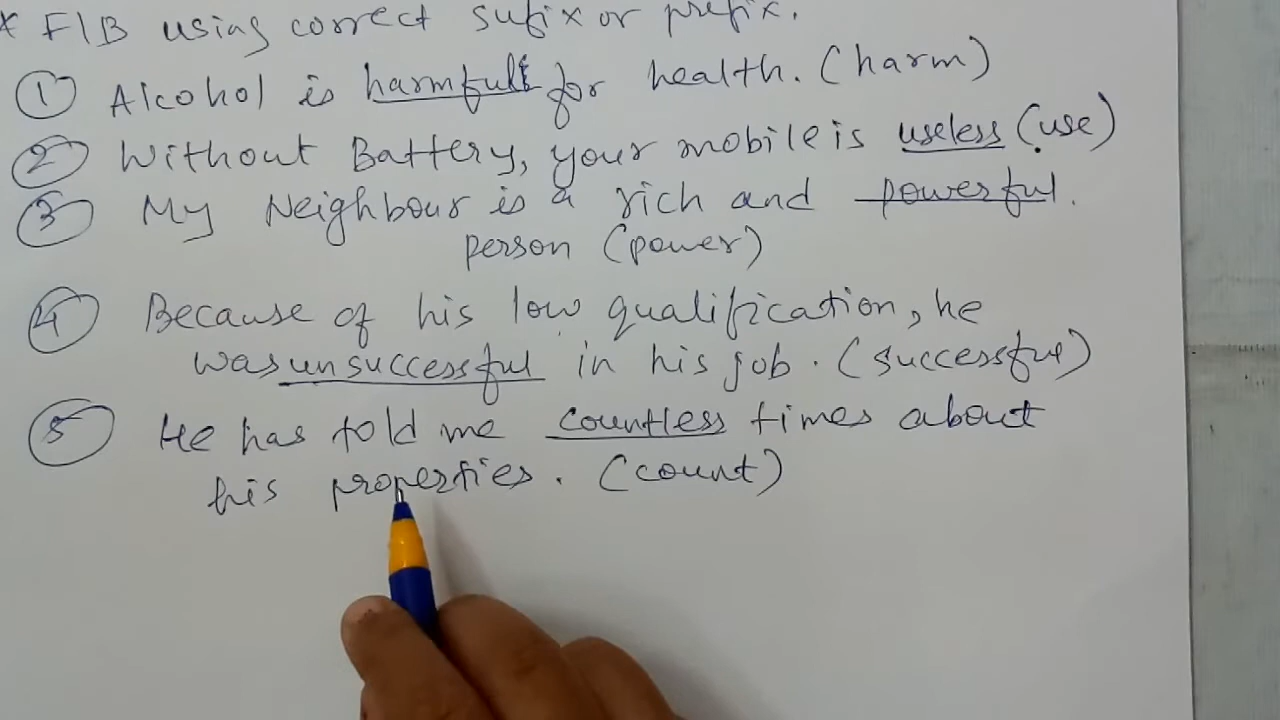 * F/B using correct sufix or prefix.
① Alcohol is harmful for health. (harm)
② Without Battery, your mobile is useless (use)
③ My Neighbour is a rich and powerful.
person (power)
④ Because of his low qualification, he
was unsuccessful in his job. (successful)
⑤ He has told me countless times about
his properties. (count)